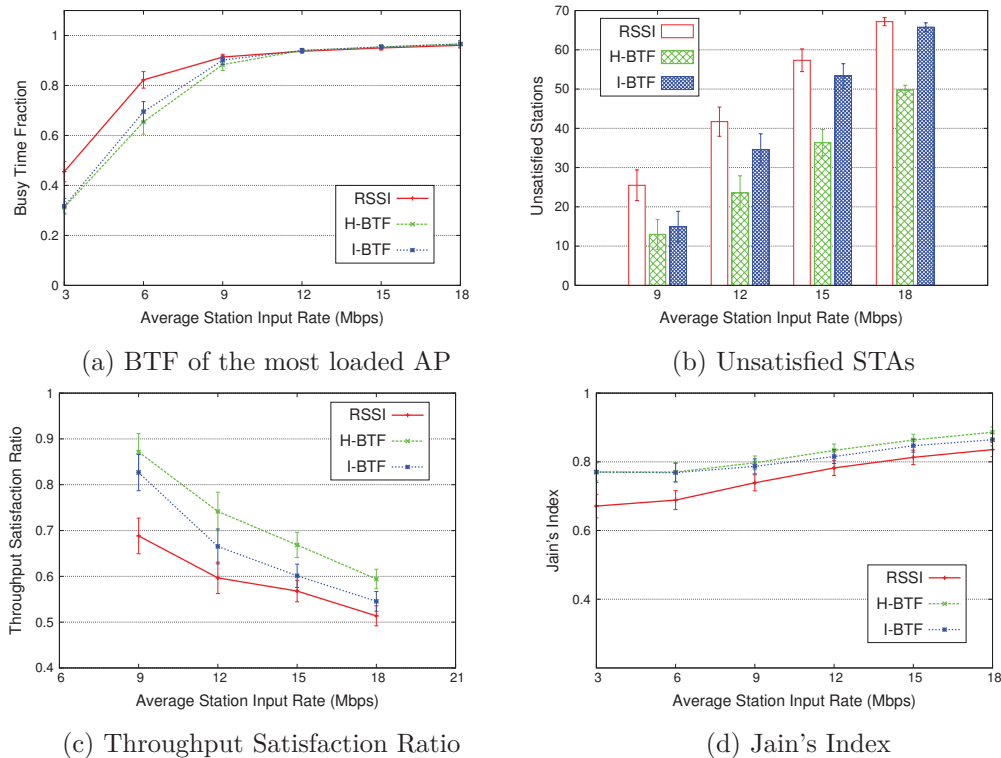 1
0.8
0.6
0.4
0.2
0
Busy Time Fraction
RSSI
H-BTF
I-BTF
3 6 9 12 15 18
Average Station Input Rate (Mbps)
(a) BTF of the most loaded AP
70
60
50
40
30
20
10
0
Unsatisfied Stations
RSSI
H-BTF
I-BTF
9 12 15 18
Average Station Input Rate (Mbps)
(b) Unsatisfied STAs
1
0.9
0.8
0.7
0.6
0.5
0.4
Throughput Satisfaction Ratio
RSSI
H-BTF
I-BTF
6 9 12 15 18 21
Average Station Input Rate (Mbps)
(c) Throughput Satisfaction Ratio
1
0.8
0.6
0.4
Jain's Index
RSSI
H-BTF
I-BTF
3 6 9 12 15 18
Average Station Input Rate (Mbps)
(d) Jain's Index